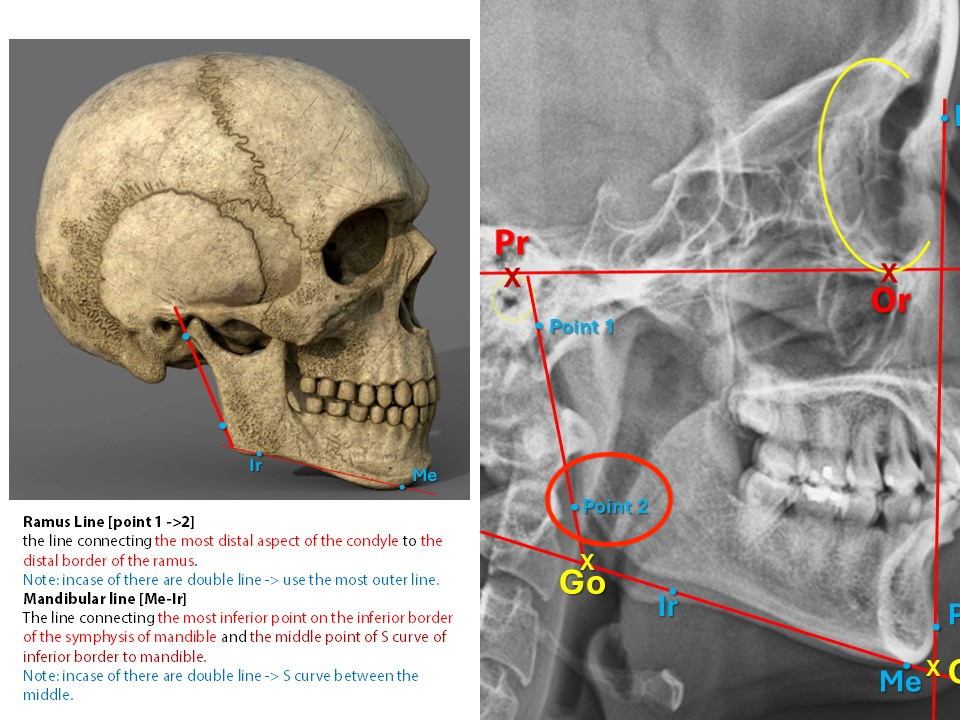 Ir
Me
Ramus Line [point 1 ->2]
the line connecting the most distal aspect of the condyle to the
distal border of the ramus.
Note: incase of there are double line -> use the most outer line.
Mandibular line [Me-Ir]
The line connecting the most inferior point on the inferior border
of the symphysis of mandible and the middle point of S curve of
inferior border to mandible.
Note: incase of there are double line -> S curve between the
middle.
Pr
X
X
Or
Point 1
Point 2
X
Go
Ir
Me
X